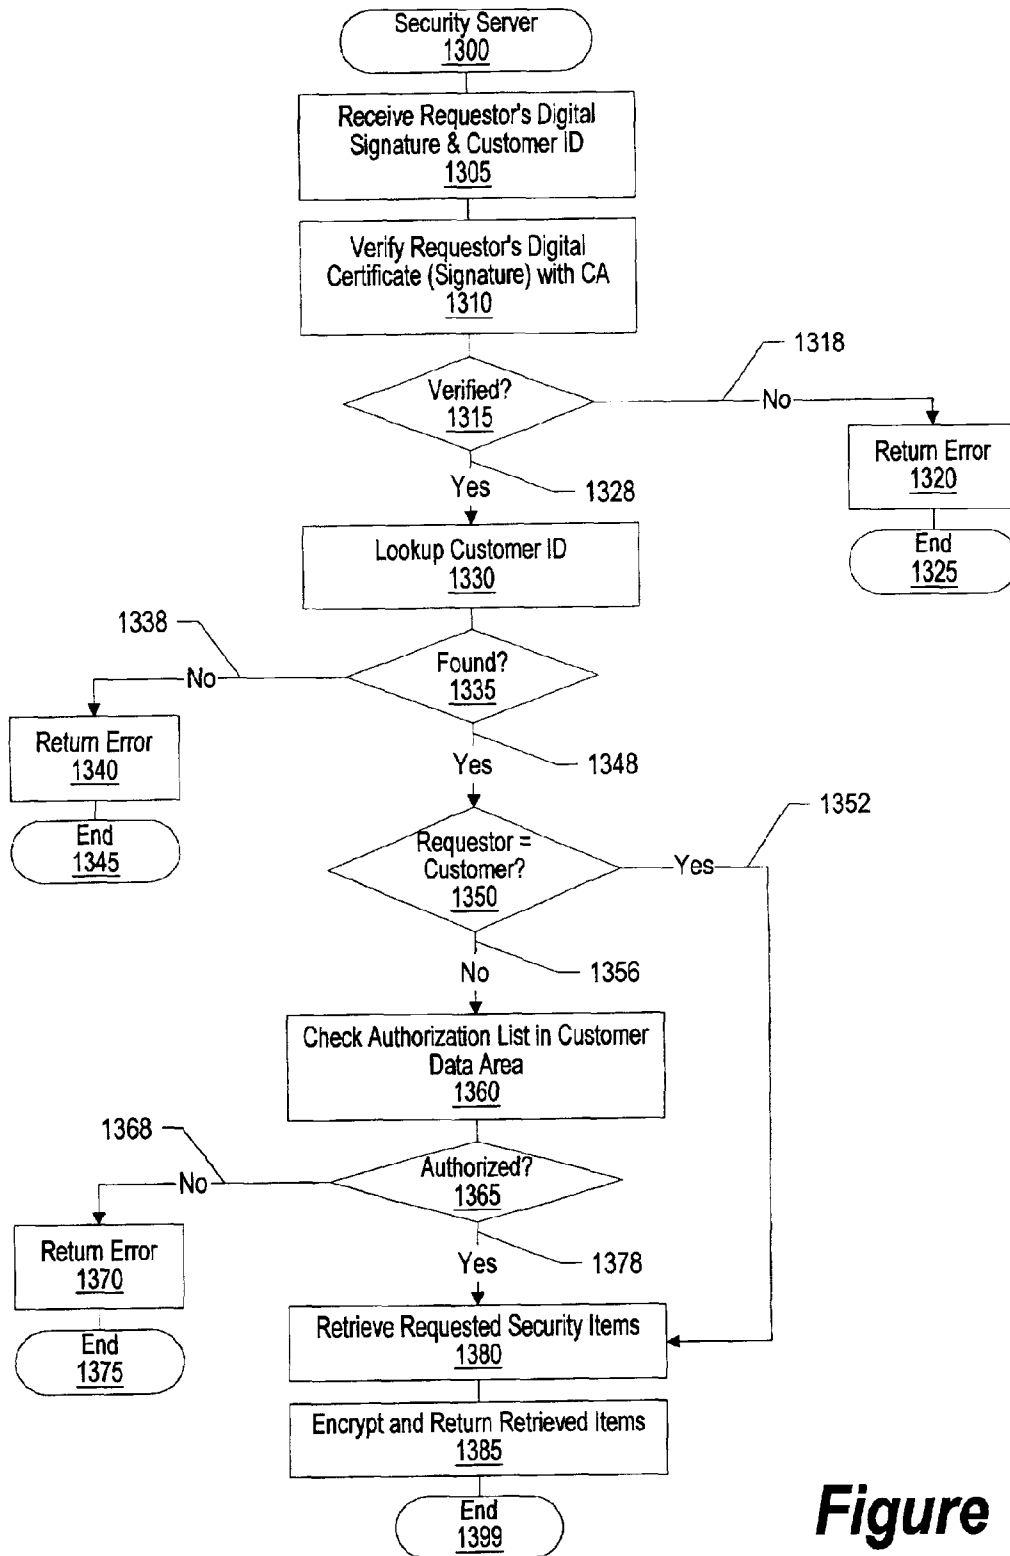 Security Server
1300
Receive Requestor's Digital
Signature & Customer ID
1305
Verify Requestor's Digital
Certificate (Signature) with CA
1310
1318
Verified?
1315
No
Return Error
1320
Yes
1328
End
1325
Lookup Customer ID
1330
1338
Found?
1335
No
Return Error
1340
Yes
1348
End
1345
1352
Requestor =
Customer?
1350
Yes
No
1356
Check Authorization List in Customer
Data Area
1360
1368
Authorized?
1365
No
Return Error
1370
Yes
1378
End
1375
Retrieve Requested Security Items
1380
Encrypt and Return Retrieved Items
1385
End
1399
Figure